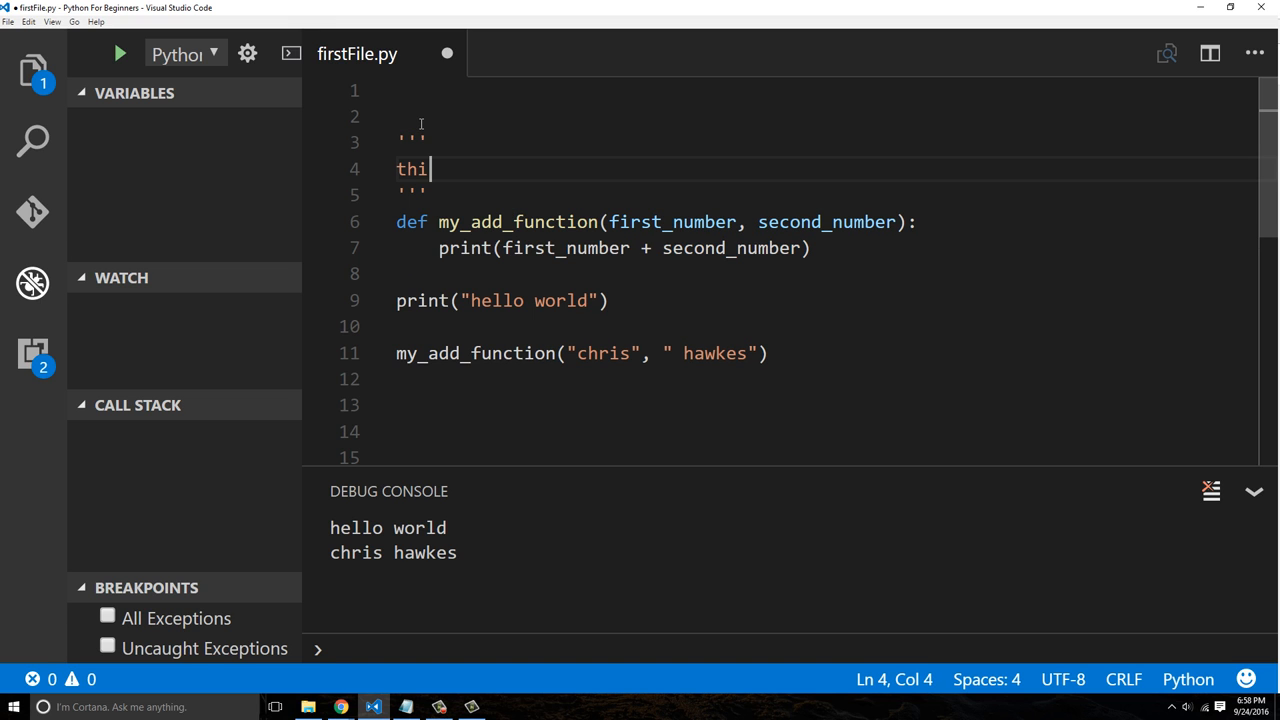 ● firstFile.py - Python For Beginners - Visual Studio Code
File Edit View Go Help
Python
firstFile.py
1
VARIABLES
WATCH
CALL STACK
2
BREAKPOINTS
All Exceptions
Uncaught Exceptions
1
2
3 '''
4 thi
5 '''
6 def my_add_function(first_number, second_number):
7 print(first_number + second_number)
8
9 print("hello world")
10
11 my_add_function("chris", " hawkes")
12
13
14
15
DEBUG CONSOLE
hello world
chris hawkes
0 0 Ln 4, Col 4 Spaces: 4 UTF-8 CRLF Python
I'm Cortana. Ask me anything.
6:58 PM
9/24/2016